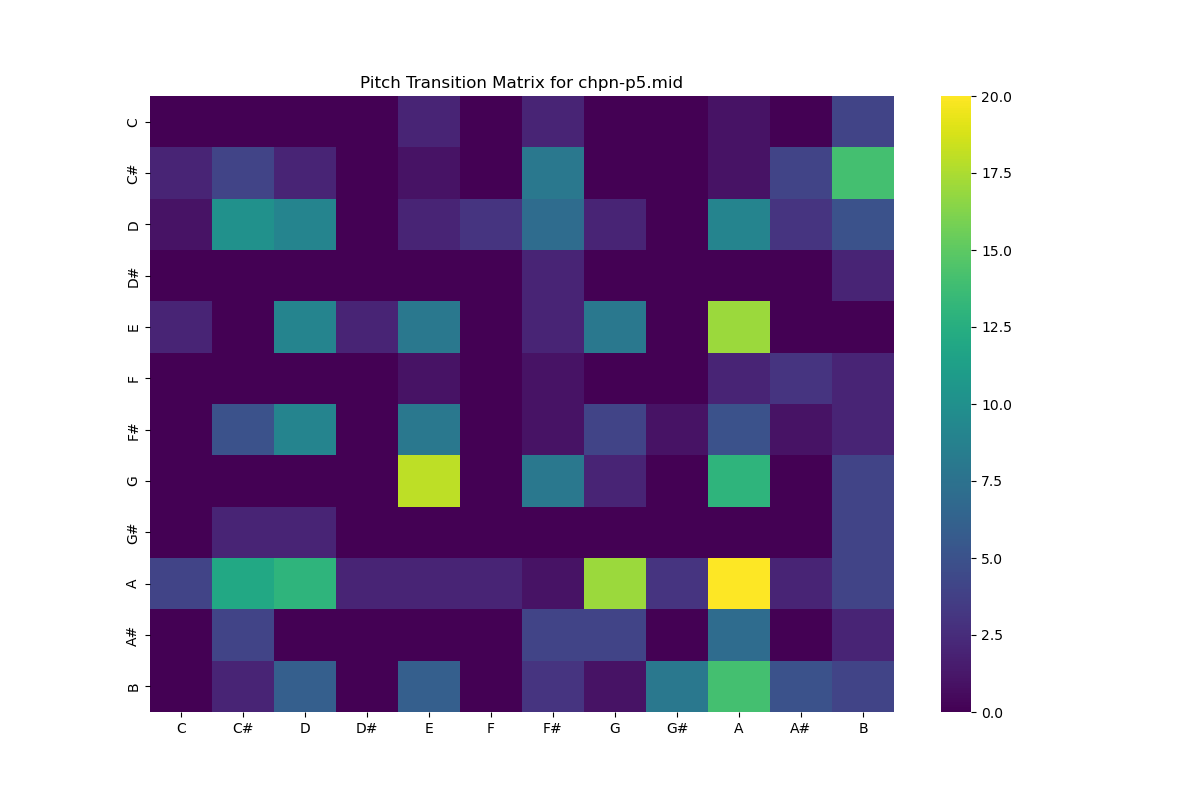 Pitch Transition Matrix for chpn-p5.mid
C
C#
D
D#
E
F
F#
G
G#
A
A#
B
C C# D D# E F F# G G# A A# B
20.0
17.5
15.0
12.5
10.0
7.5
5.0
2.5
0.0